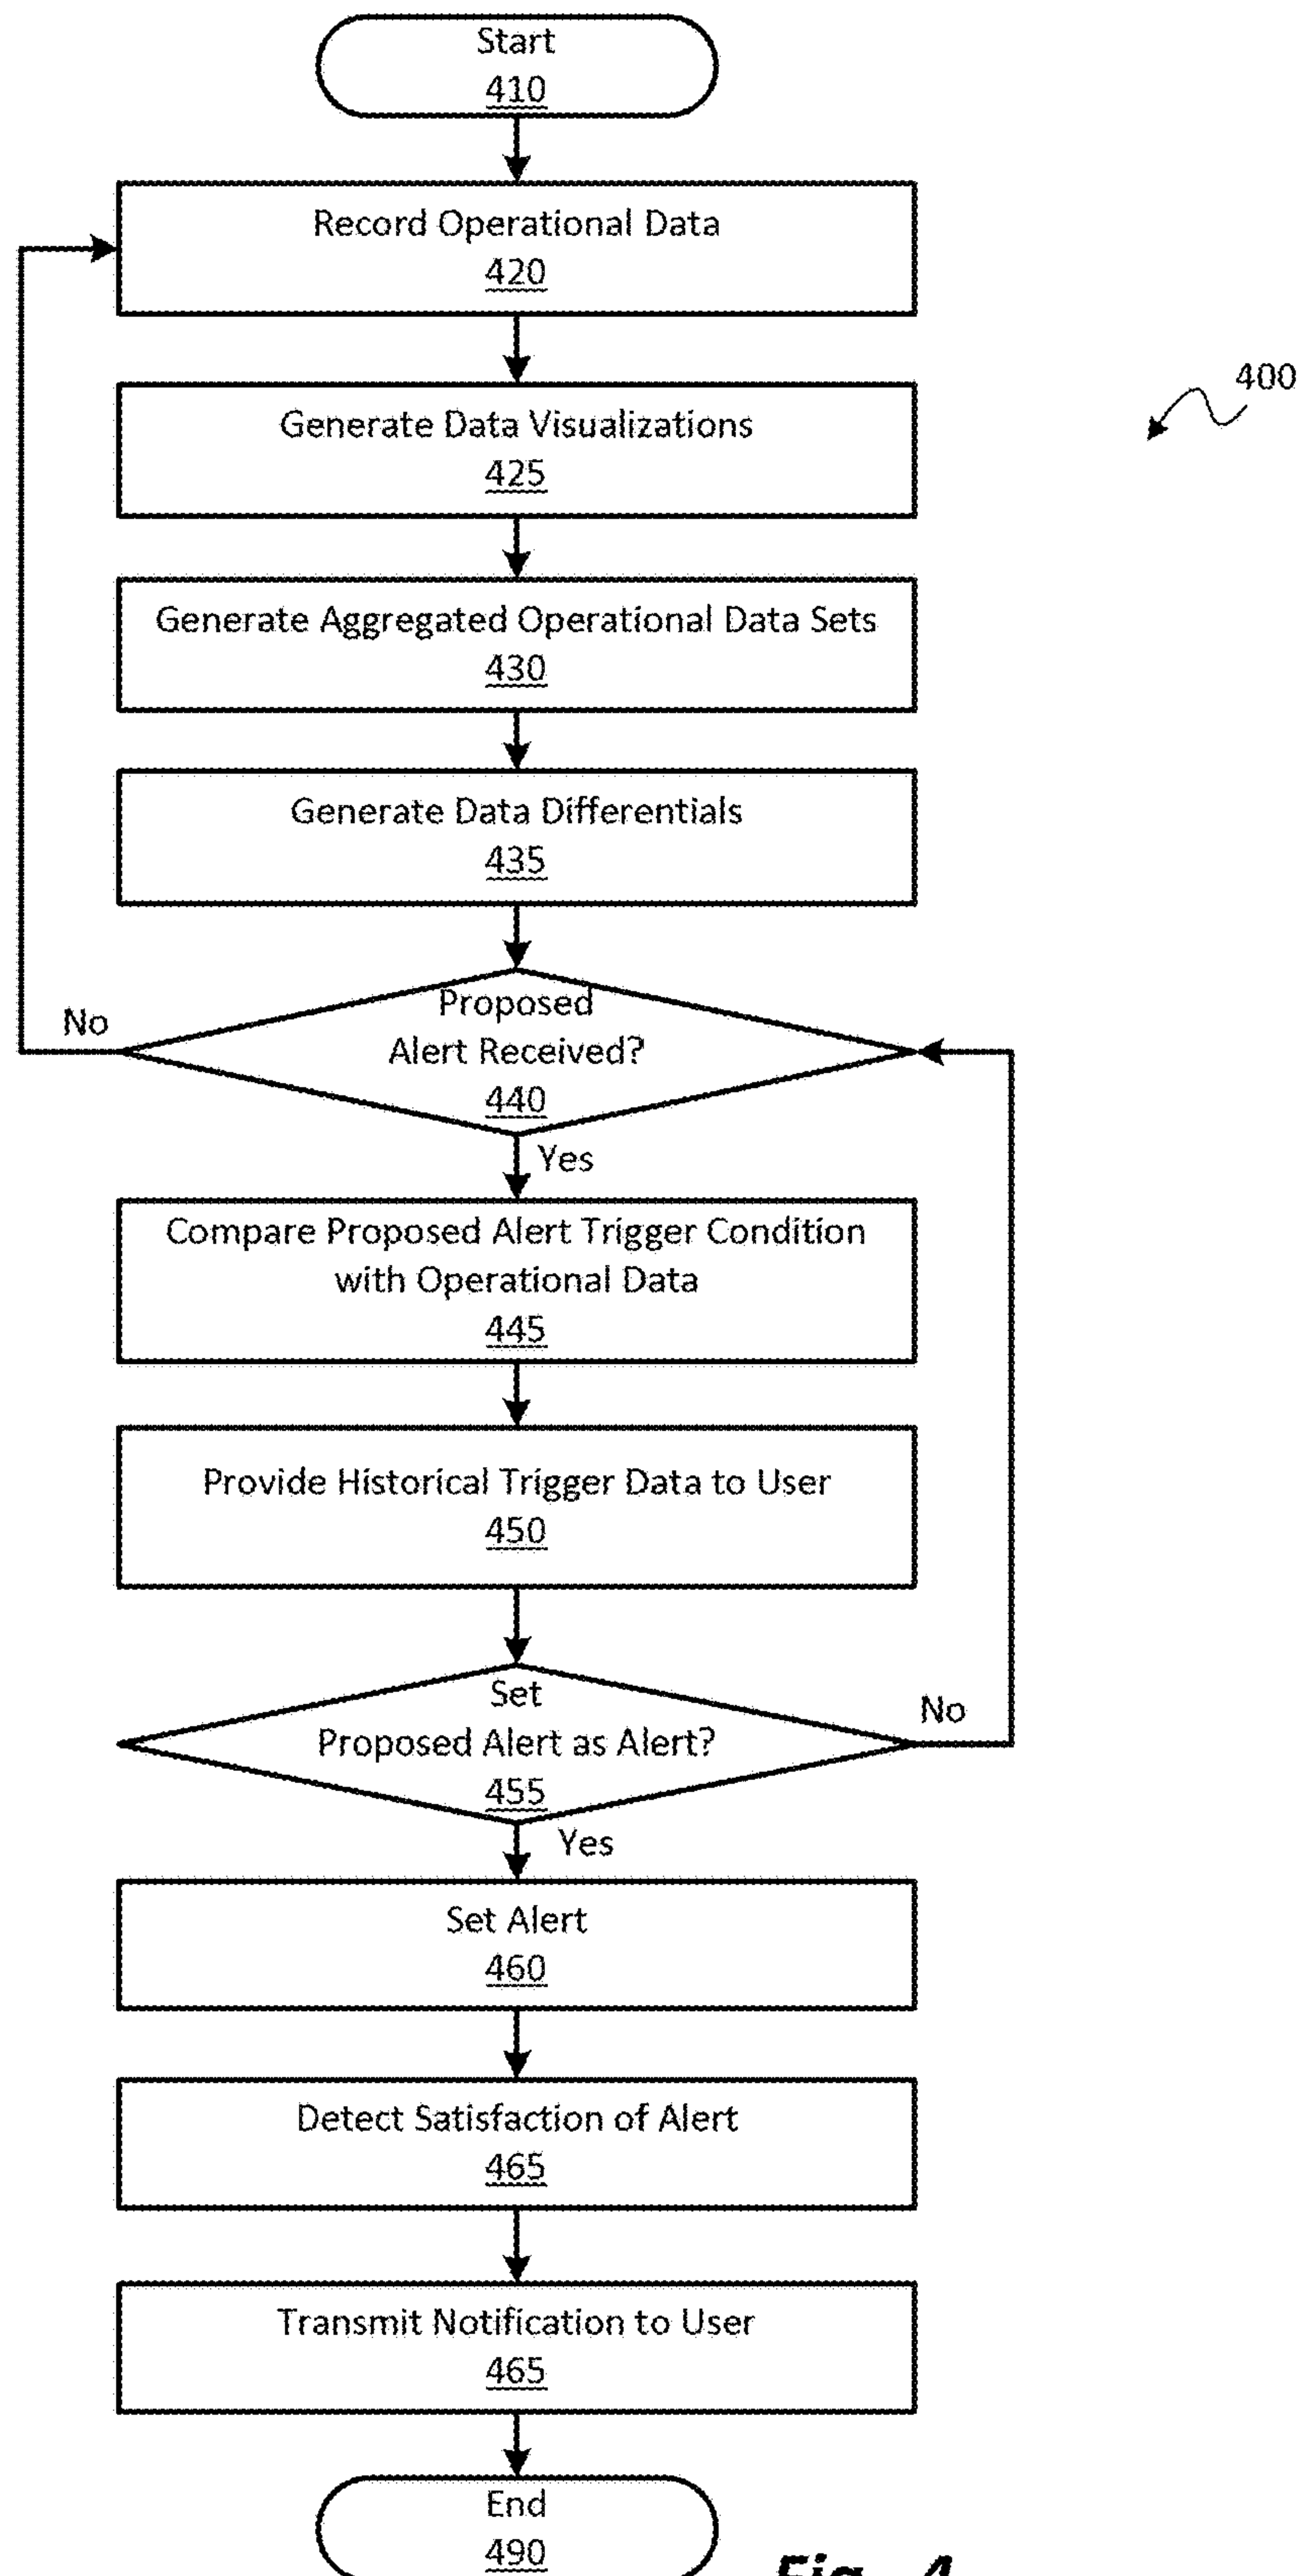 Start
410
Record Operational Data
420
400
Generate Data Visualizations
425
Generate Aggregated Operational Data Sets
430
Generate Data Differentials
435
No
Proposed
Alert Received?
440
Yes
Compare Proposed Alert Trigger Condition
with Operational Data
445
Provide Historical Trigger Data to User
450
Set
Proposed Alert as Alert?
455
No
Yes
Set Alert
460
Detect Satisfaction of Alert
465
Transmit Notification to User
465
End
490
Fig. 4